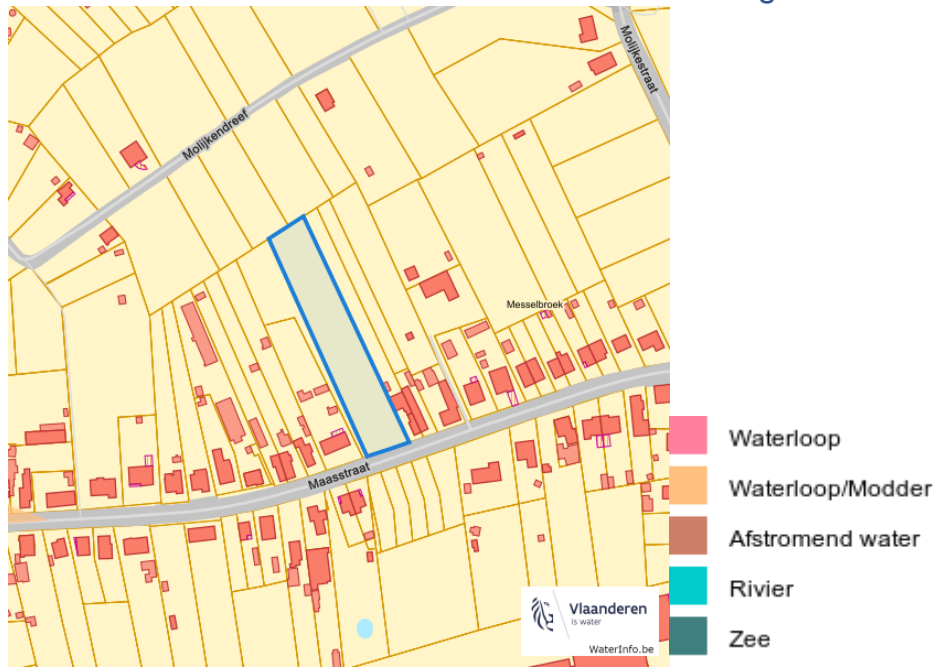 Molijkendreef
Molijkestraat
Messelbroek
Maasstraat
Vlaanderen
is water
WaterInfo.be
Waterloop
Waterloop/Modder
Afstromend water
Rivier
Zee